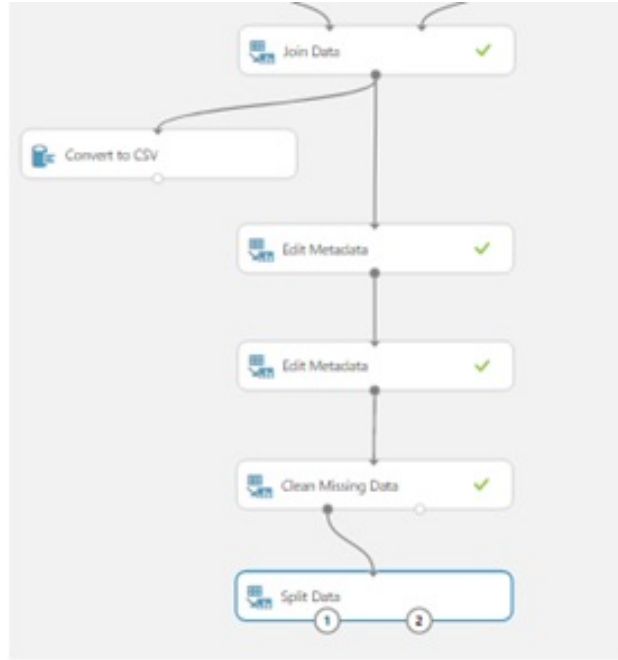 Join Data
Convert to CSV
Edit Metadata
Edit Metadata
Clean Missing Data
Split Data
1
2